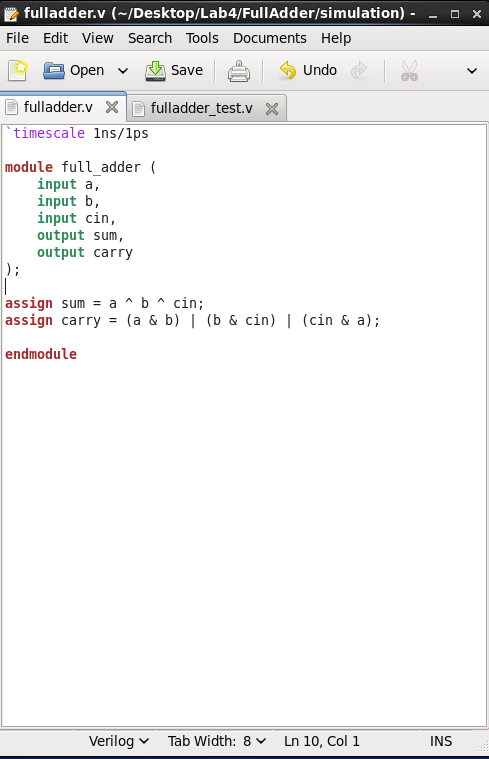 fulladder.v (~/Desktop/Lab4/FullAdder/simulation) -
File Edit View Search Tools Documents Help
Open Save Undo
fulladder.v fulladder_test.v
`timescale 1ns/1ps
module full_adder (
    input a,
    input b,
    input cin,
    output sum,
    output carry
);
assign sum = a ^ b ^ cin;
assign carry = (a & b) | (b & cin) | (cin & a);
endmodule
Verilog Tab Width: 8 Ln 10, Col 1 INS